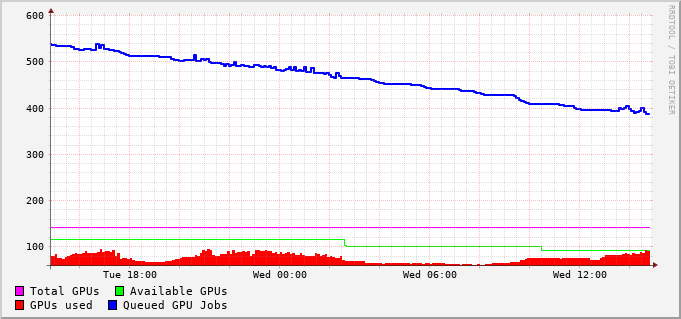 600
500
400
300
200
100
Tue 18:00 Wed 00:00 Wed 06:00 Wed 12:00
Total GPUs Available GPUs
GPUs used Queued GPU Jobs
RRDTOOL / TOBI OETIKER